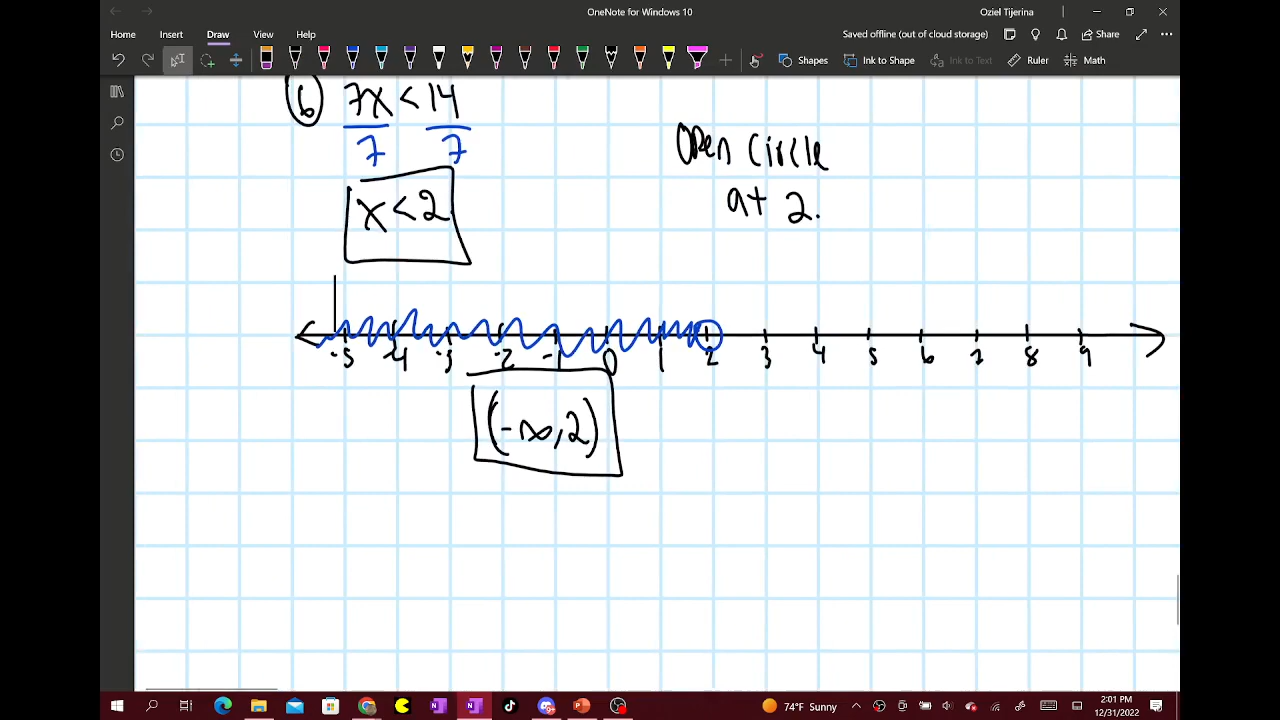 OneNote for Windows 10
Oziel Tijerina
Home Insert Draw View Help
Saved offline (out of cloud storage)
Share
Shapes
Ink to Shape
Ink to Text
Ruler
Math
6 7x < 14
7 7
x < 2
Open circle
at 2.
-5 -4 -3 -2 -1 0 1 2 3 4 5 6 7 8 9
(-∞, 2)
74°F Sunny
2:01 PM
12/31/2022